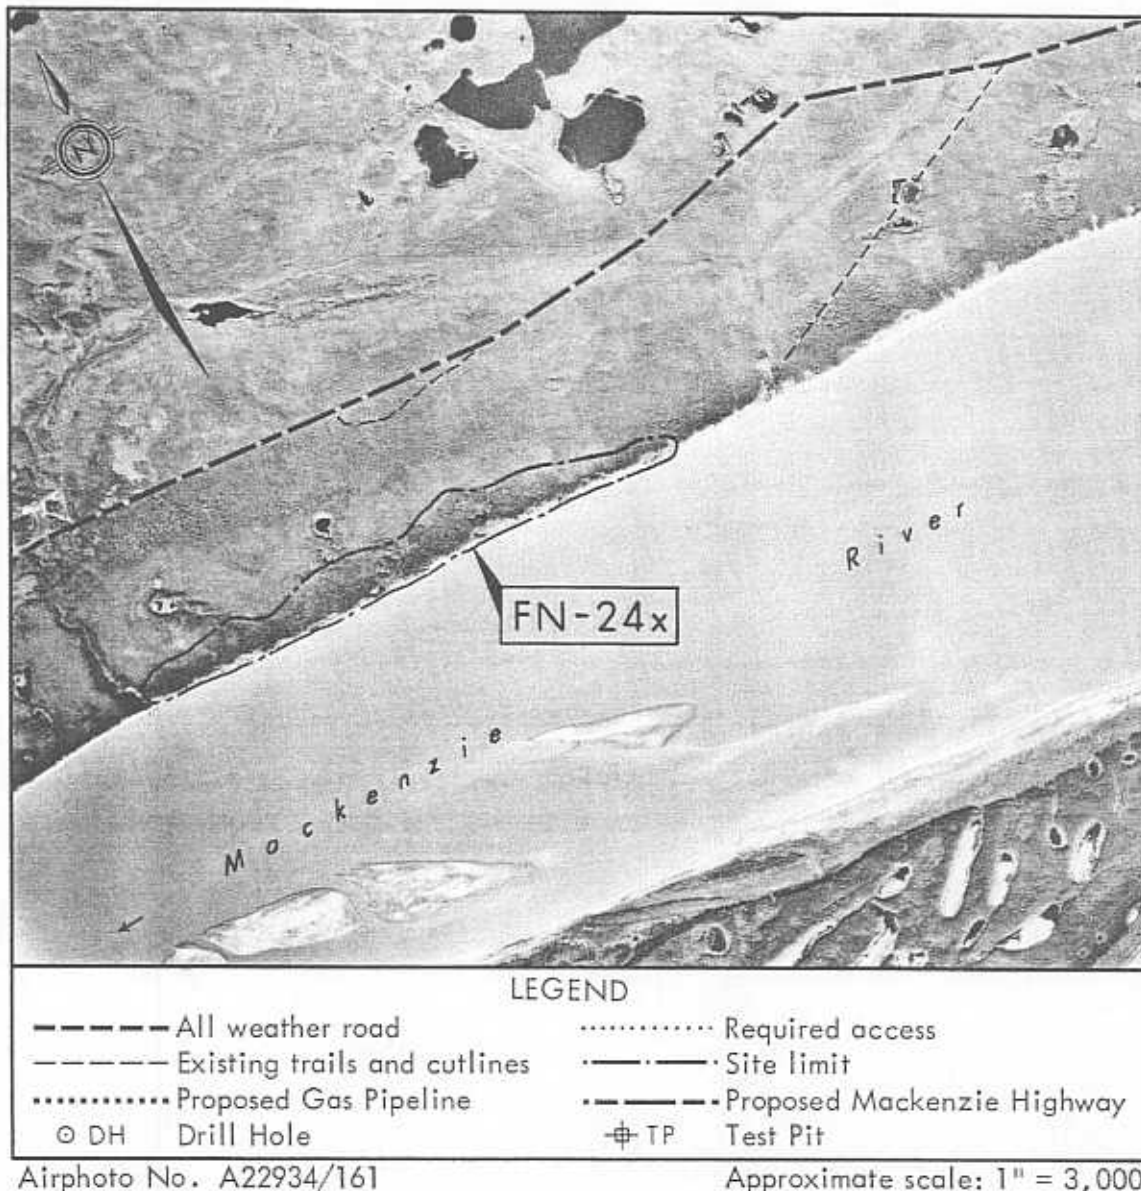 N
River
FN-24x
Mackenzie
LEGEND
All weather road
Required access
Existing trails and cutlines
Site limit
Proposed Gas Pipeline
Proposed Mackenzie Highway
DH Drill Hole
TP Test Pit
Airphoto No. A22934/161
Approximate scale: 1" = 3,000